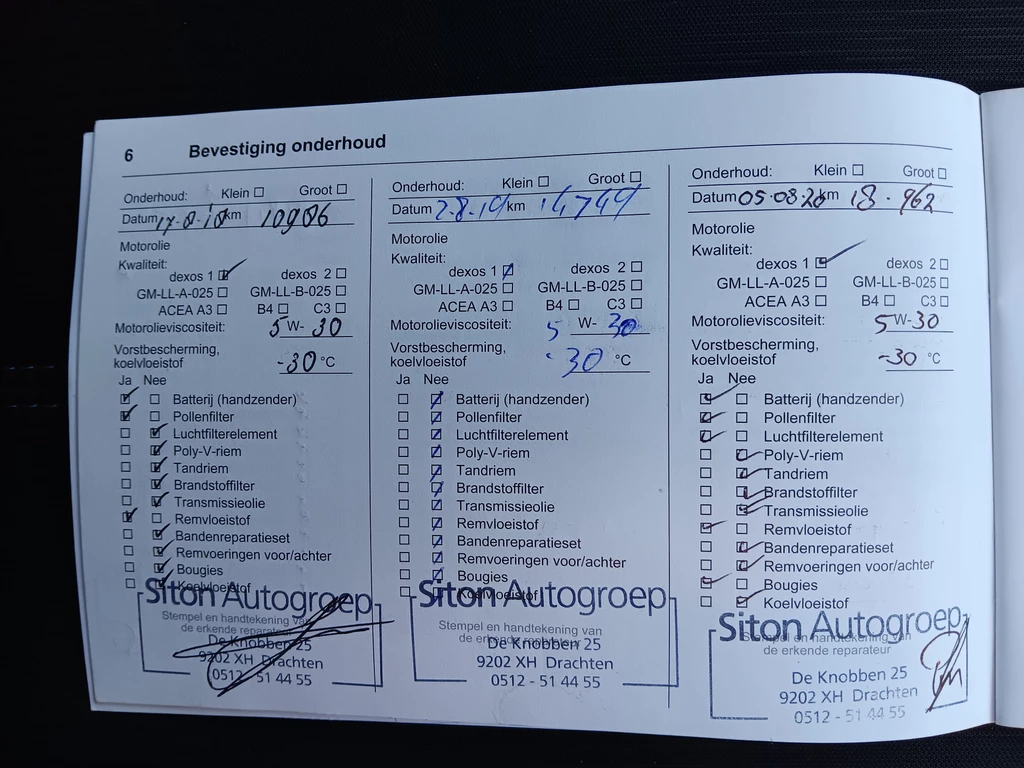 6 Bevestiging onderhoud
Onderhoud: Klein Groot
Datum km 10906
Motorolie
Kwaliteit:
dexos 1 dexos 2
GM-LL-A-025 GM-LL-B-025
ACEA A3 B4 C3
Motorolieviscositeit: 5 W- 30
Vorstbescherming,
koelvloeistof -30 °C
Ja Nee
Batterij (handzender)
Pollenfilter
Luchtfilterelement
Poly-V-riem
Tandriem
Brandstoffilter
Transmissieolie
Remvloeistof
Bandenreparatieset
Remvoeringen voor/achter
Bougies
Koelvloeistof
Siton Autogroep
Stempel en handtekening van
de erkende reparateur
De Knobben 25
9202 XH Drachten
0512 - 51 44 55
Onderhoud: Klein Groot
Datum 2.8.19 km 14749
Motorolie
Kwaliteit:
dexos 1 dexos 2
GM-LL-A-025 GM-LL-B-025
ACEA A3 B4 C3
Motorolieviscositeit: 5 W- 30
Vorstbescherming,
koelvloeistof -30 °C
Ja Nee
Batterij (handzender)
Pollenfilter
Luchtfilterelement
Poly-V-riem
Tandriem
Brandstoffilter
Transmissieolie
Remvloeistof
Bandenreparatieset
Remvoeringen voor/achter
Bougies
Koelvloeistof
Siton Autogroep
Stempel en handtekening van
de erkende reparateur
De Knobben 25
9202 XH Drachten
0512 - 51 44 55
Onderhoud: Klein Groot
Datum 05.08.20 km 18.962
Motorolie
Kwaliteit:
dexos 1 dexos 2
GM-LL-A-025 GM-LL-B-025
ACEA A3 B4 C3
Motorolieviscositeit: 5 W-30
Vorstbescherming,
koelvloeistof -30 °C
Ja Nee
Batterij (handzender)
Pollenfilter
Luchtfilterelement
Poly-V-riem
Tandriem
Brandstoffilter
Transmissieolie
Remvloeistof
Bandenreparatieset
Remvoeringen voor/achter
Bougies
Koelvloeistof
Siton Autogroep
Stempel en handtekening van
de erkende reparateur
De Knobben 25
9202 XH Drachten
0512 - 51 44 55